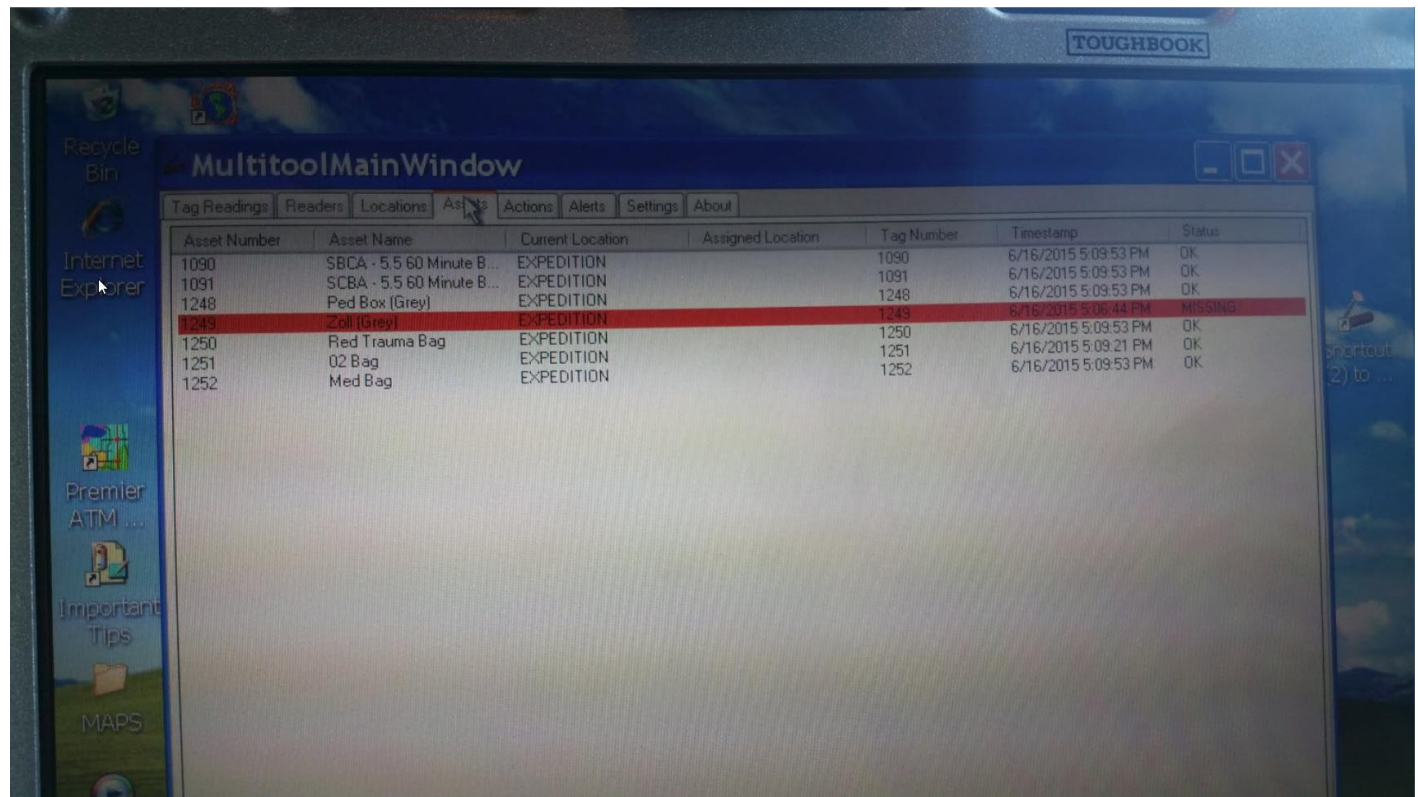 TOUGHBOOK
Recycle
Bin
MultitoolMainWindow
Tag Readings Readers Locations Assets Actions Alerts Settings About
Asset Number Asset Name Current Location Assigned Location Tag Number Timestamp Status
1090 SBCA - 5.5 60 Minute B... EXPEDITION 1090 6/16/2015 5:09:53 PM OK
1091 SCBA - 5.5 60 Minute B... EXPEDITION 1091 6/16/2015 5:09:53 PM OK
1248 Ped Box (Grey) EXPEDITION 1248 6/16/2015 5:09:53 PM OK
1249 Zoll (Grey) EXPEDITION 1249 6/16/2015 5:06:44 PM MISSING
1250 Red Trauma Bag EXPEDITION 1250 6/16/2015 5:09:53 PM OK
1251 02 Bag EXPEDITION 1251 6/16/2015 5:09:21 PM OK
1252 Med Bag EXPEDITION 1252 6/16/2015 5:09:53 PM OK
Internet
Explorer
Shortcut
(2) to ...
Premier
ATM ...
Important
Tips
MAPS